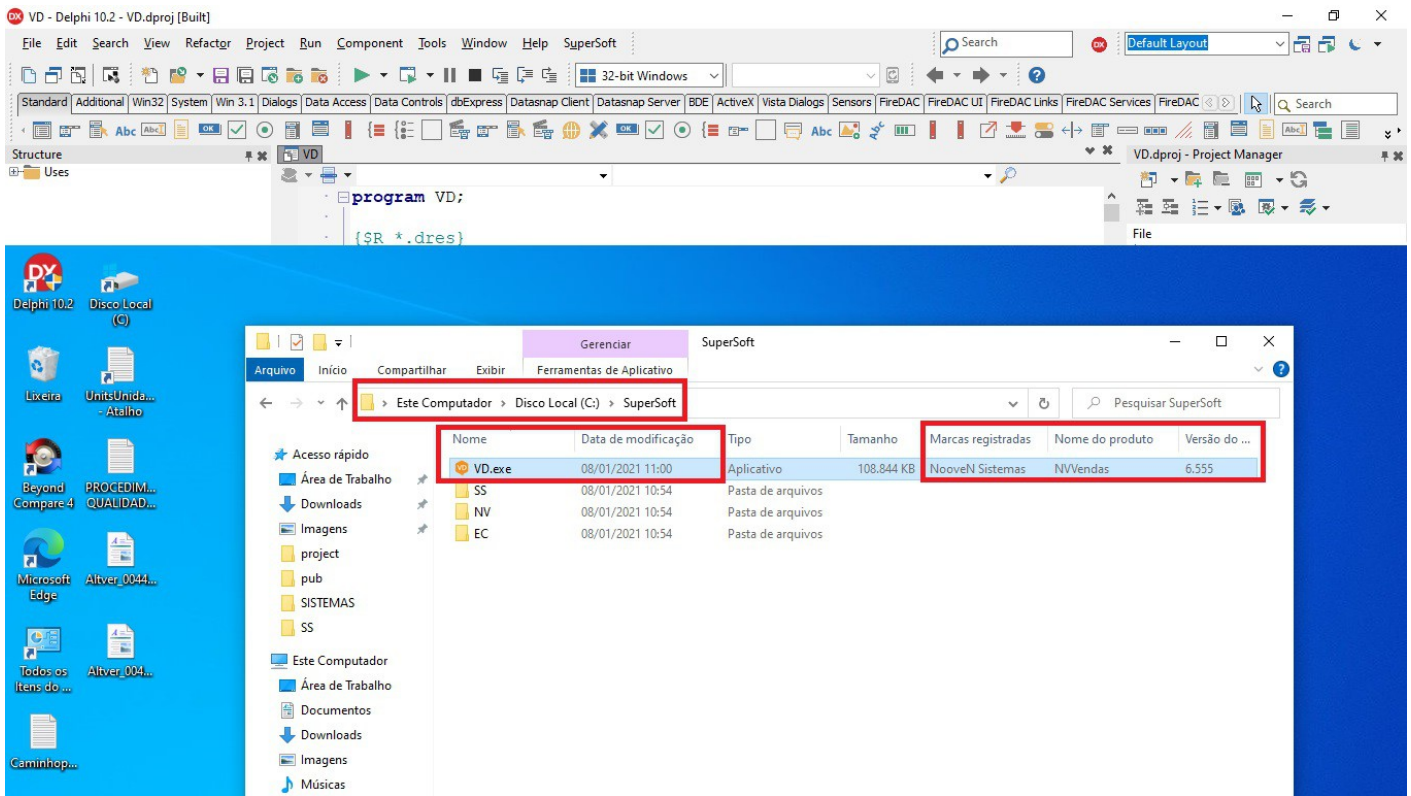 VD - Delphi 10.2 - VD.dproj [Built]
File Edit Search View Refactor Project Run Component Tools Window Help SuperSoft
Search
Default Layout
32-bit Windows
Standard Additional Win32 System Win 3.1 Dialogs Data Access Data Controls dbExpress Datasnap Client Datasnap Server BDE ActiveX Vista Dialogs Sensors FireDAC FireDAC UI FireDAC Links FireDAC Services FireDAC
Search
Structure
VD
VD.dproj - Project Manager
Uses
program VD;
{$R *.dres}
File
Delphi 10.2
Disco Local (C)
Lixeira
UnitsUnida... - Atalho
Beyond Compare 4
PROCEDIM... QUALIDAD...
Microsoft Edge
Altver_0044...
Todos os Itens do ...
Altver_004...
Caminhop...
Gerenciar
SuperSoft
Arquivo Início Compartilhar Exibir Ferramentas de Aplicativo
> Este Computador > Disco Local (C:) > SuperSoft
Pesquisar SuperSoft
Nome Data de modificação Tipo Tamanho Marcas registradas Nome do produto Versão do ...
VD.exe 08/01/2021 11:00 Aplicativo 108.844 KB NooveN Sistemas NVVendas 6.555
SS 08/01/2021 10:54 Pasta de arquivos
NV 08/01/2021 10:54 Pasta de arquivos
EC 08/01/2021 10:54 Pasta de arquivos
Acesso rápido
Área de Trabalho
Downloads
Imagens
project
pub
SISTEMAS
SS
Este Computador
Área de Trabalho
Documentos
Downloads
Imagens
Músicas